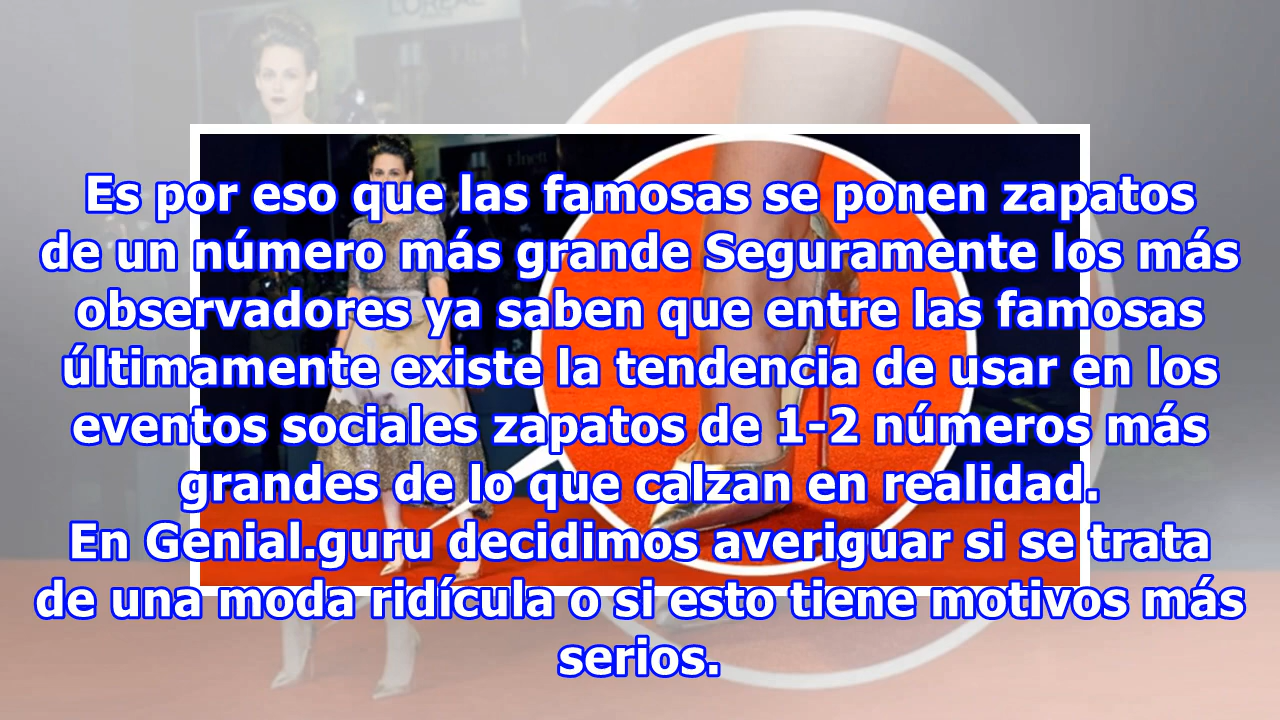 L'ORÉAL
Elnett
Es por eso que las famosas se ponen zapatos
de un número más grande Seguramente los más
observadores ya saben que entre las famosas
últimamente existe la tendencia de usar en los
eventos sociales zapatos de 1-2 números más
grandes de lo que calzan en realidad.
En Genial.guru decidimos averiguar si se trata
de una moda ridícula o si esto tiene motivos más
serios.